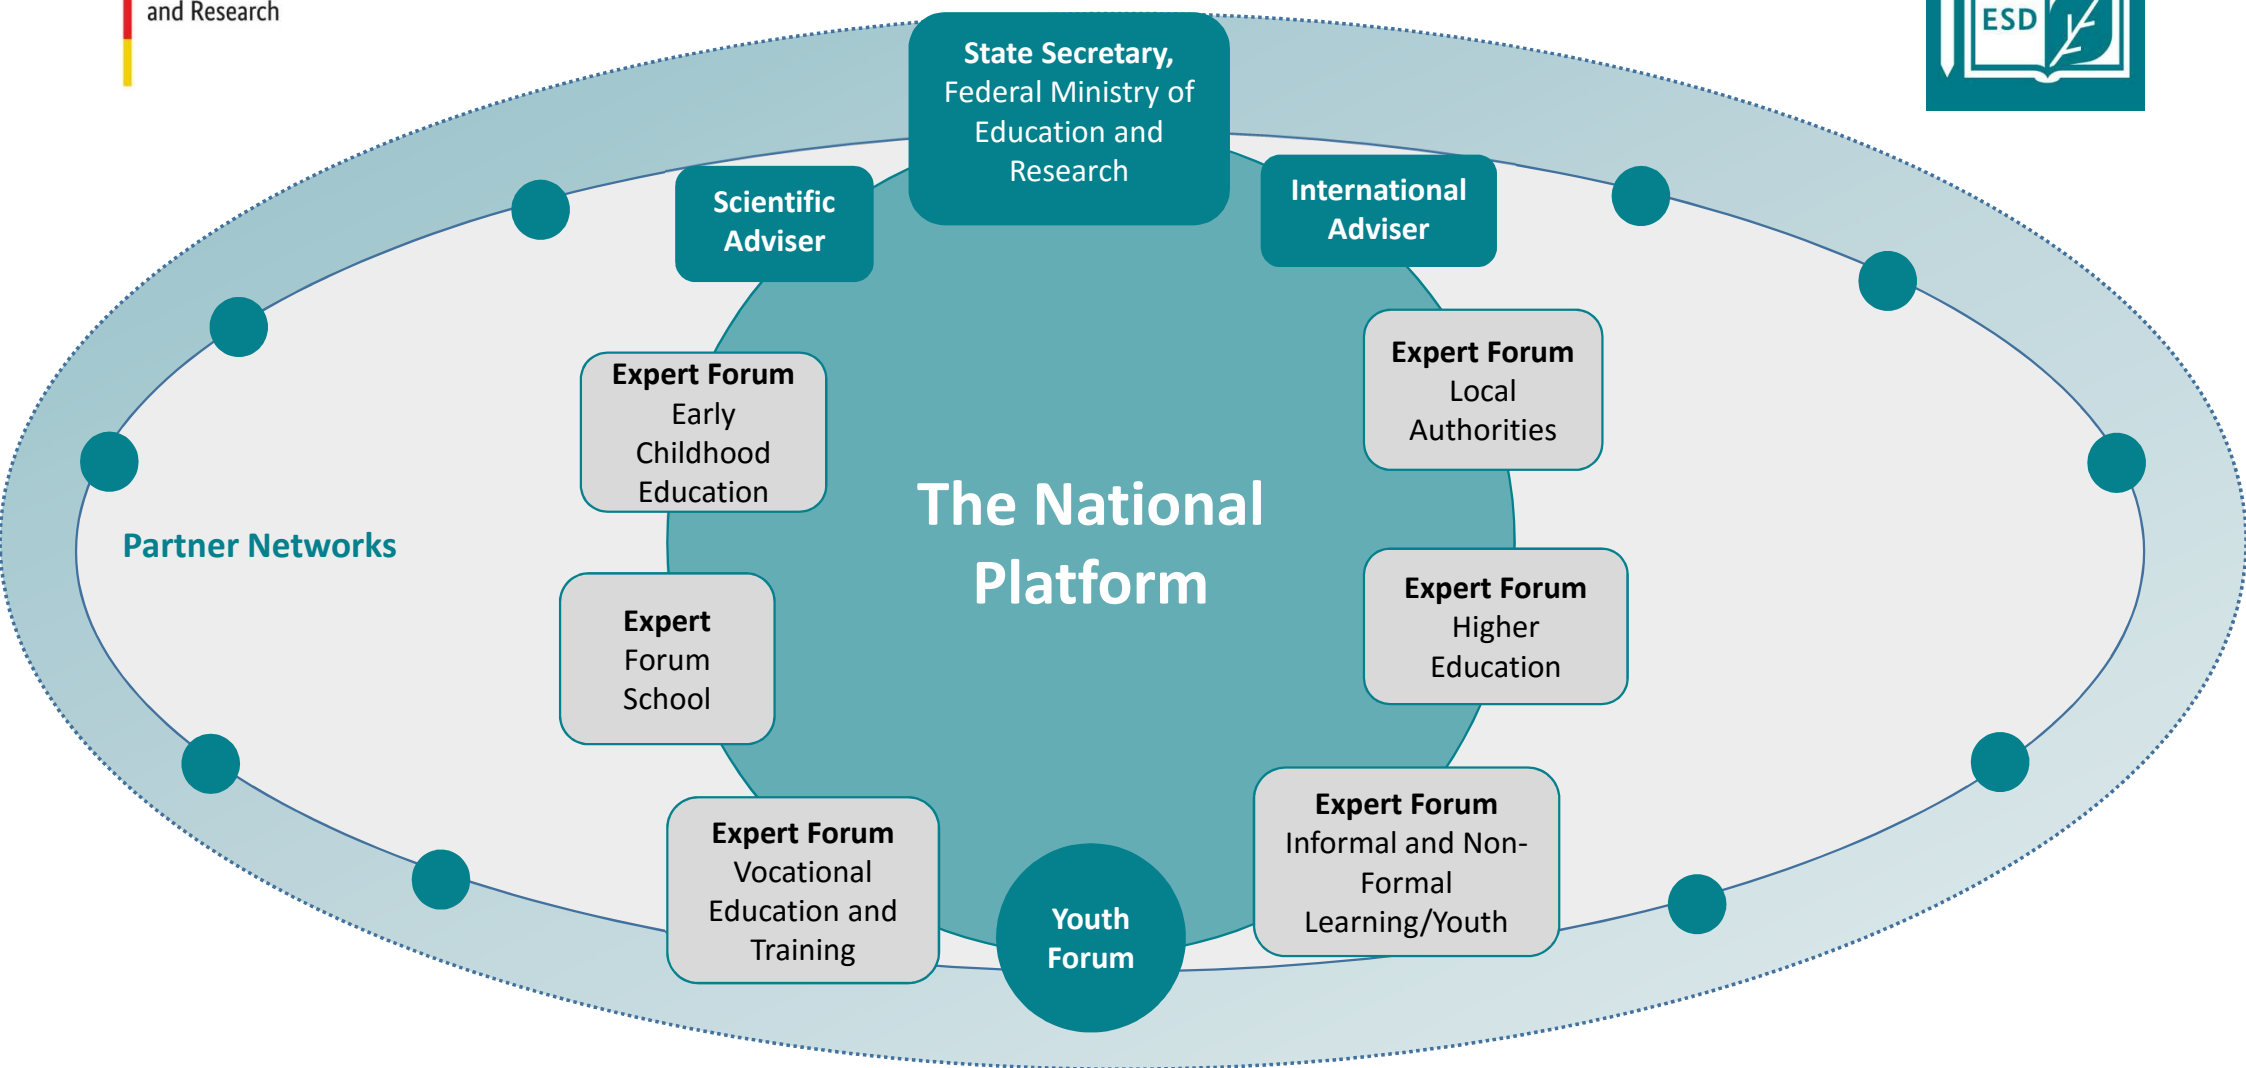 and Research
ESD
State Secretary,
Federal Ministry of
Education and
Research
Scientific
Adviser
International
Adviser
Expert Forum
Early
Childhood
Education
Expert Forum
Local
Authorities
The National
Platform
Partner Networks
Expert
Forum
School
Expert Forum
Higher
Education
Expert Forum
Vocational
Education and
Training
Youth
Forum
Expert Forum
Informal and Non-
Formal
Learning/Youth